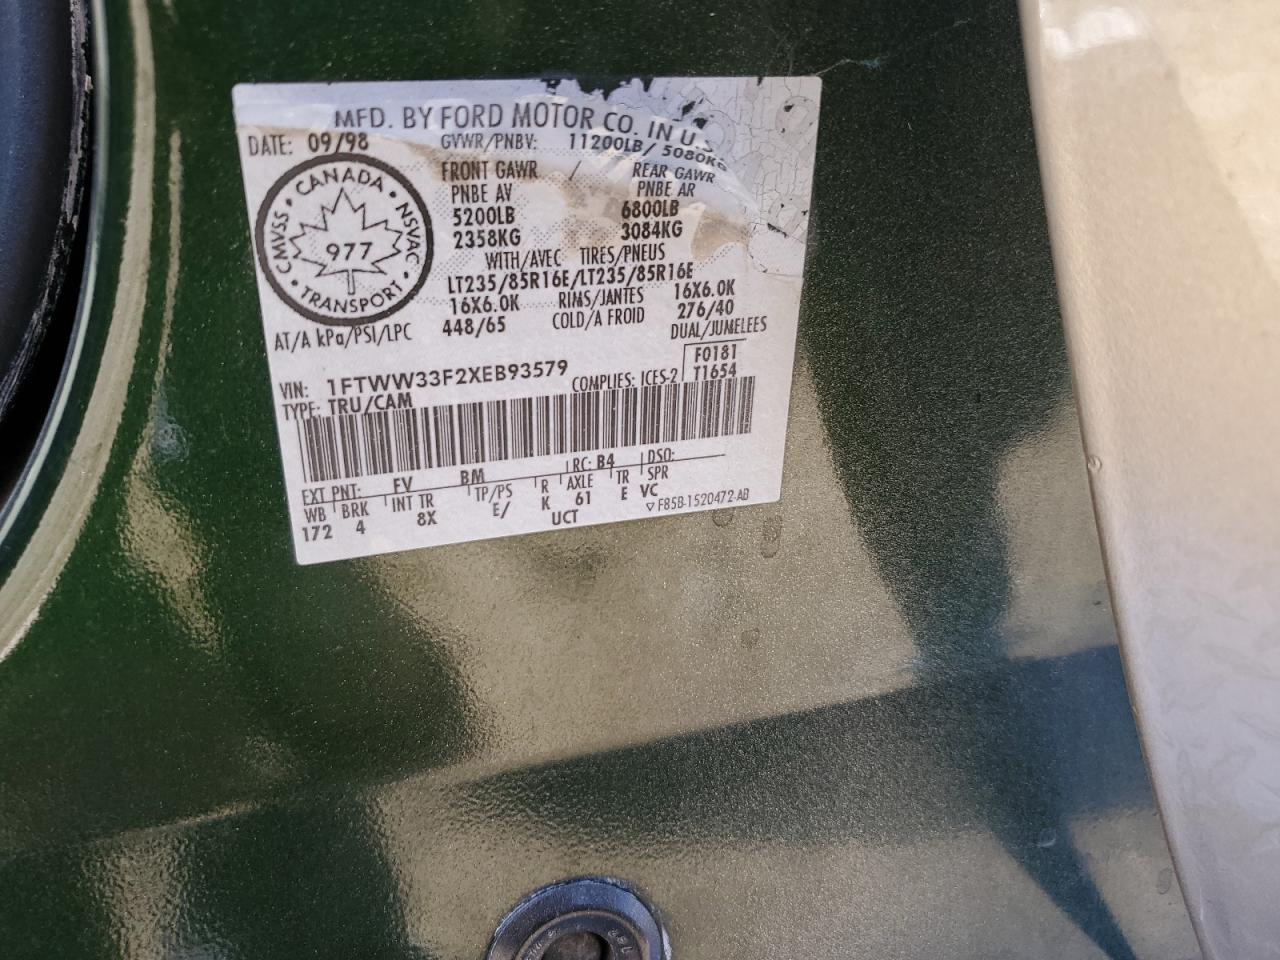 MFD. BY FORD MOTOR CO. IN U.S
DATE: 09/98 GVWR/PNBV: 11200LB/ 5080KG
FRONT GAWR / REAR GAWR
PNBE AV PNBE AR
5200LB 6800LB
2358KG 3084KG
WITH/AVEC TIRES/PNEUS
LT235/85R16E/LT235/85R16E
16X6.0K RIMS/JANTES 16X6.0K
AT/A kPa/PSI/LPC 448/65 COLD/A FROID 276/40
DUAL/JUMELEES
CANADA • NSVAC • TRANSPORT • CMVSS •
977
VIN: 1FTWW33F2XEB93579 F0181
TYPE: TRU/CAM COMPLIES: ICES-2 T1654
EXT PNT: FV BM RC: B4 DSO:
WB BRK INT TR TP/PS R AXLE TR SPR
172 4 8X E/ K 61 E VC
UCT ▽ F85B-1520472-AB